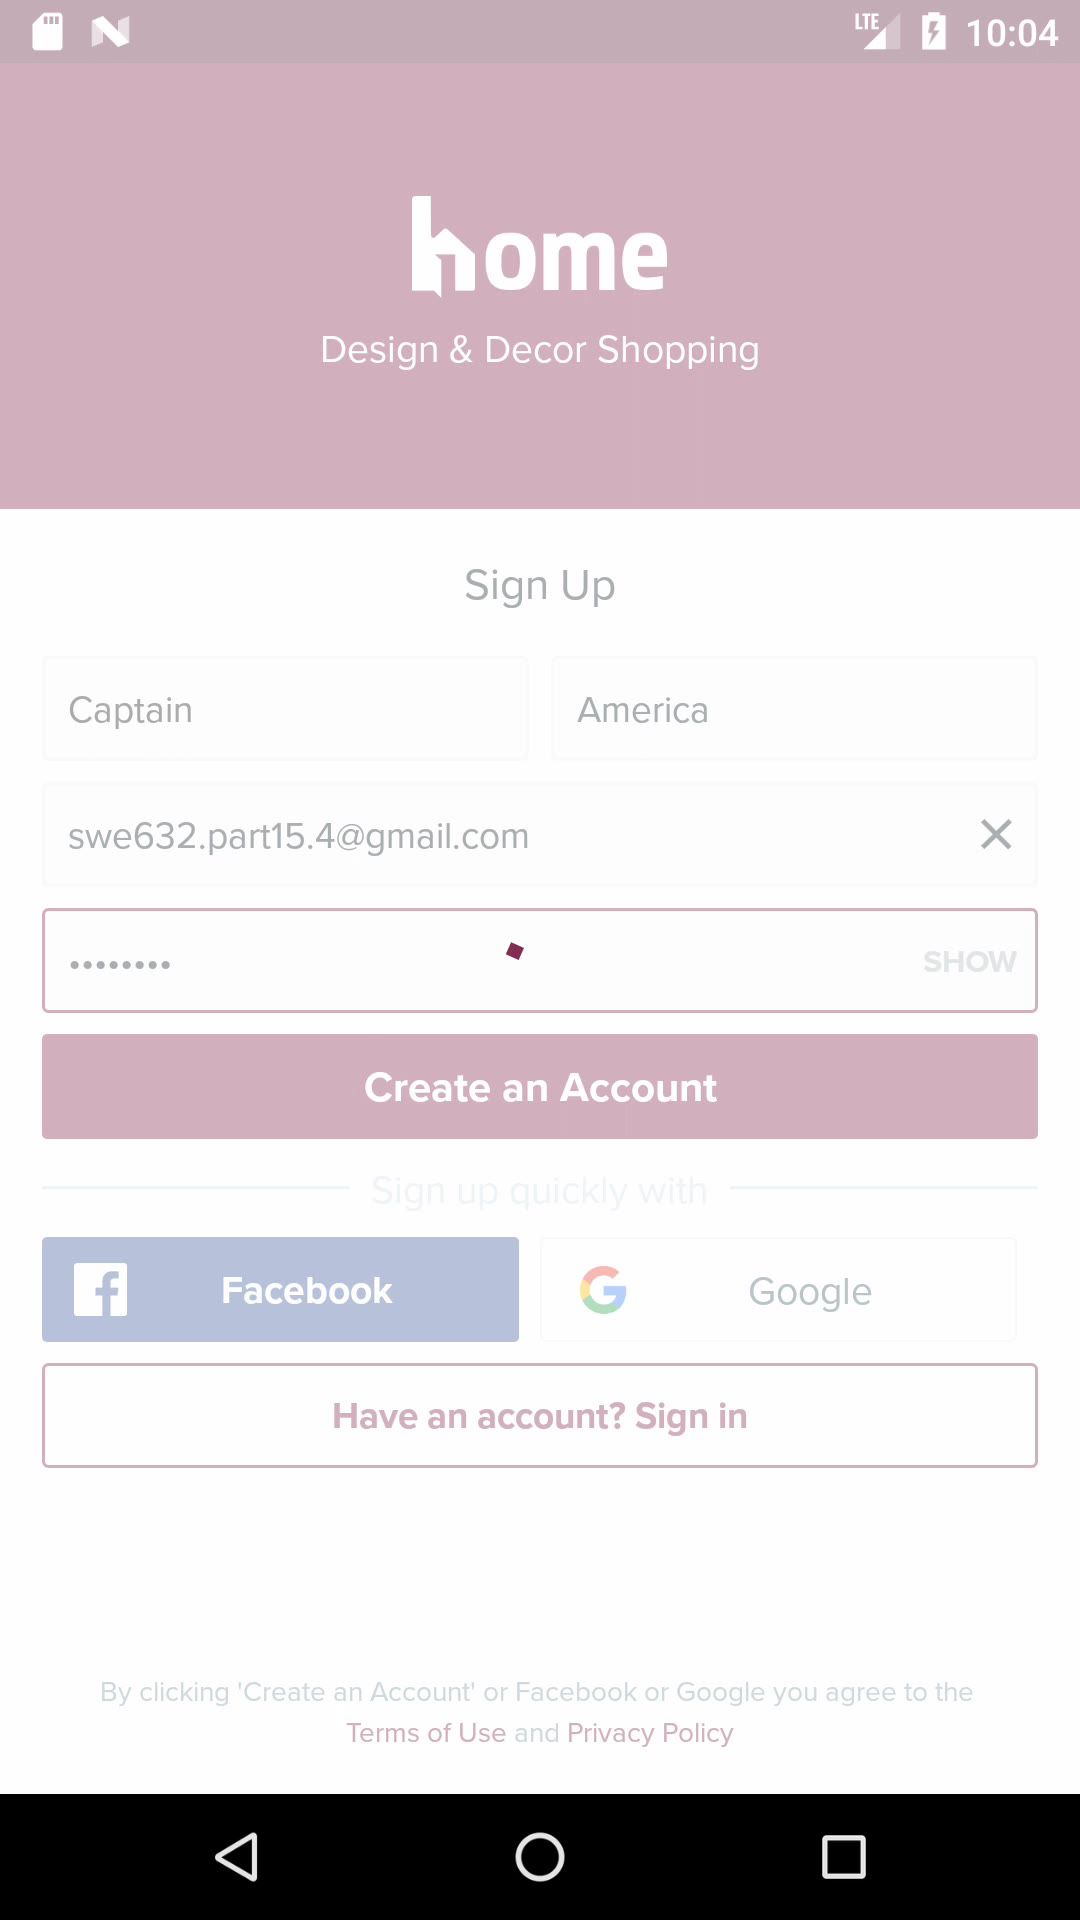 LTE 10:04
home
Design & Decor Shopping
Sign Up
Captain America
swe632.part15.4@gmail.com
•••••••• SHOW
Create an Account
Sign up quickly with
Facebook Google
Have an account? Sign in
By clicking 'Create an Account' or Facebook or Google you agree to the
Terms of Use and Privacy Policy